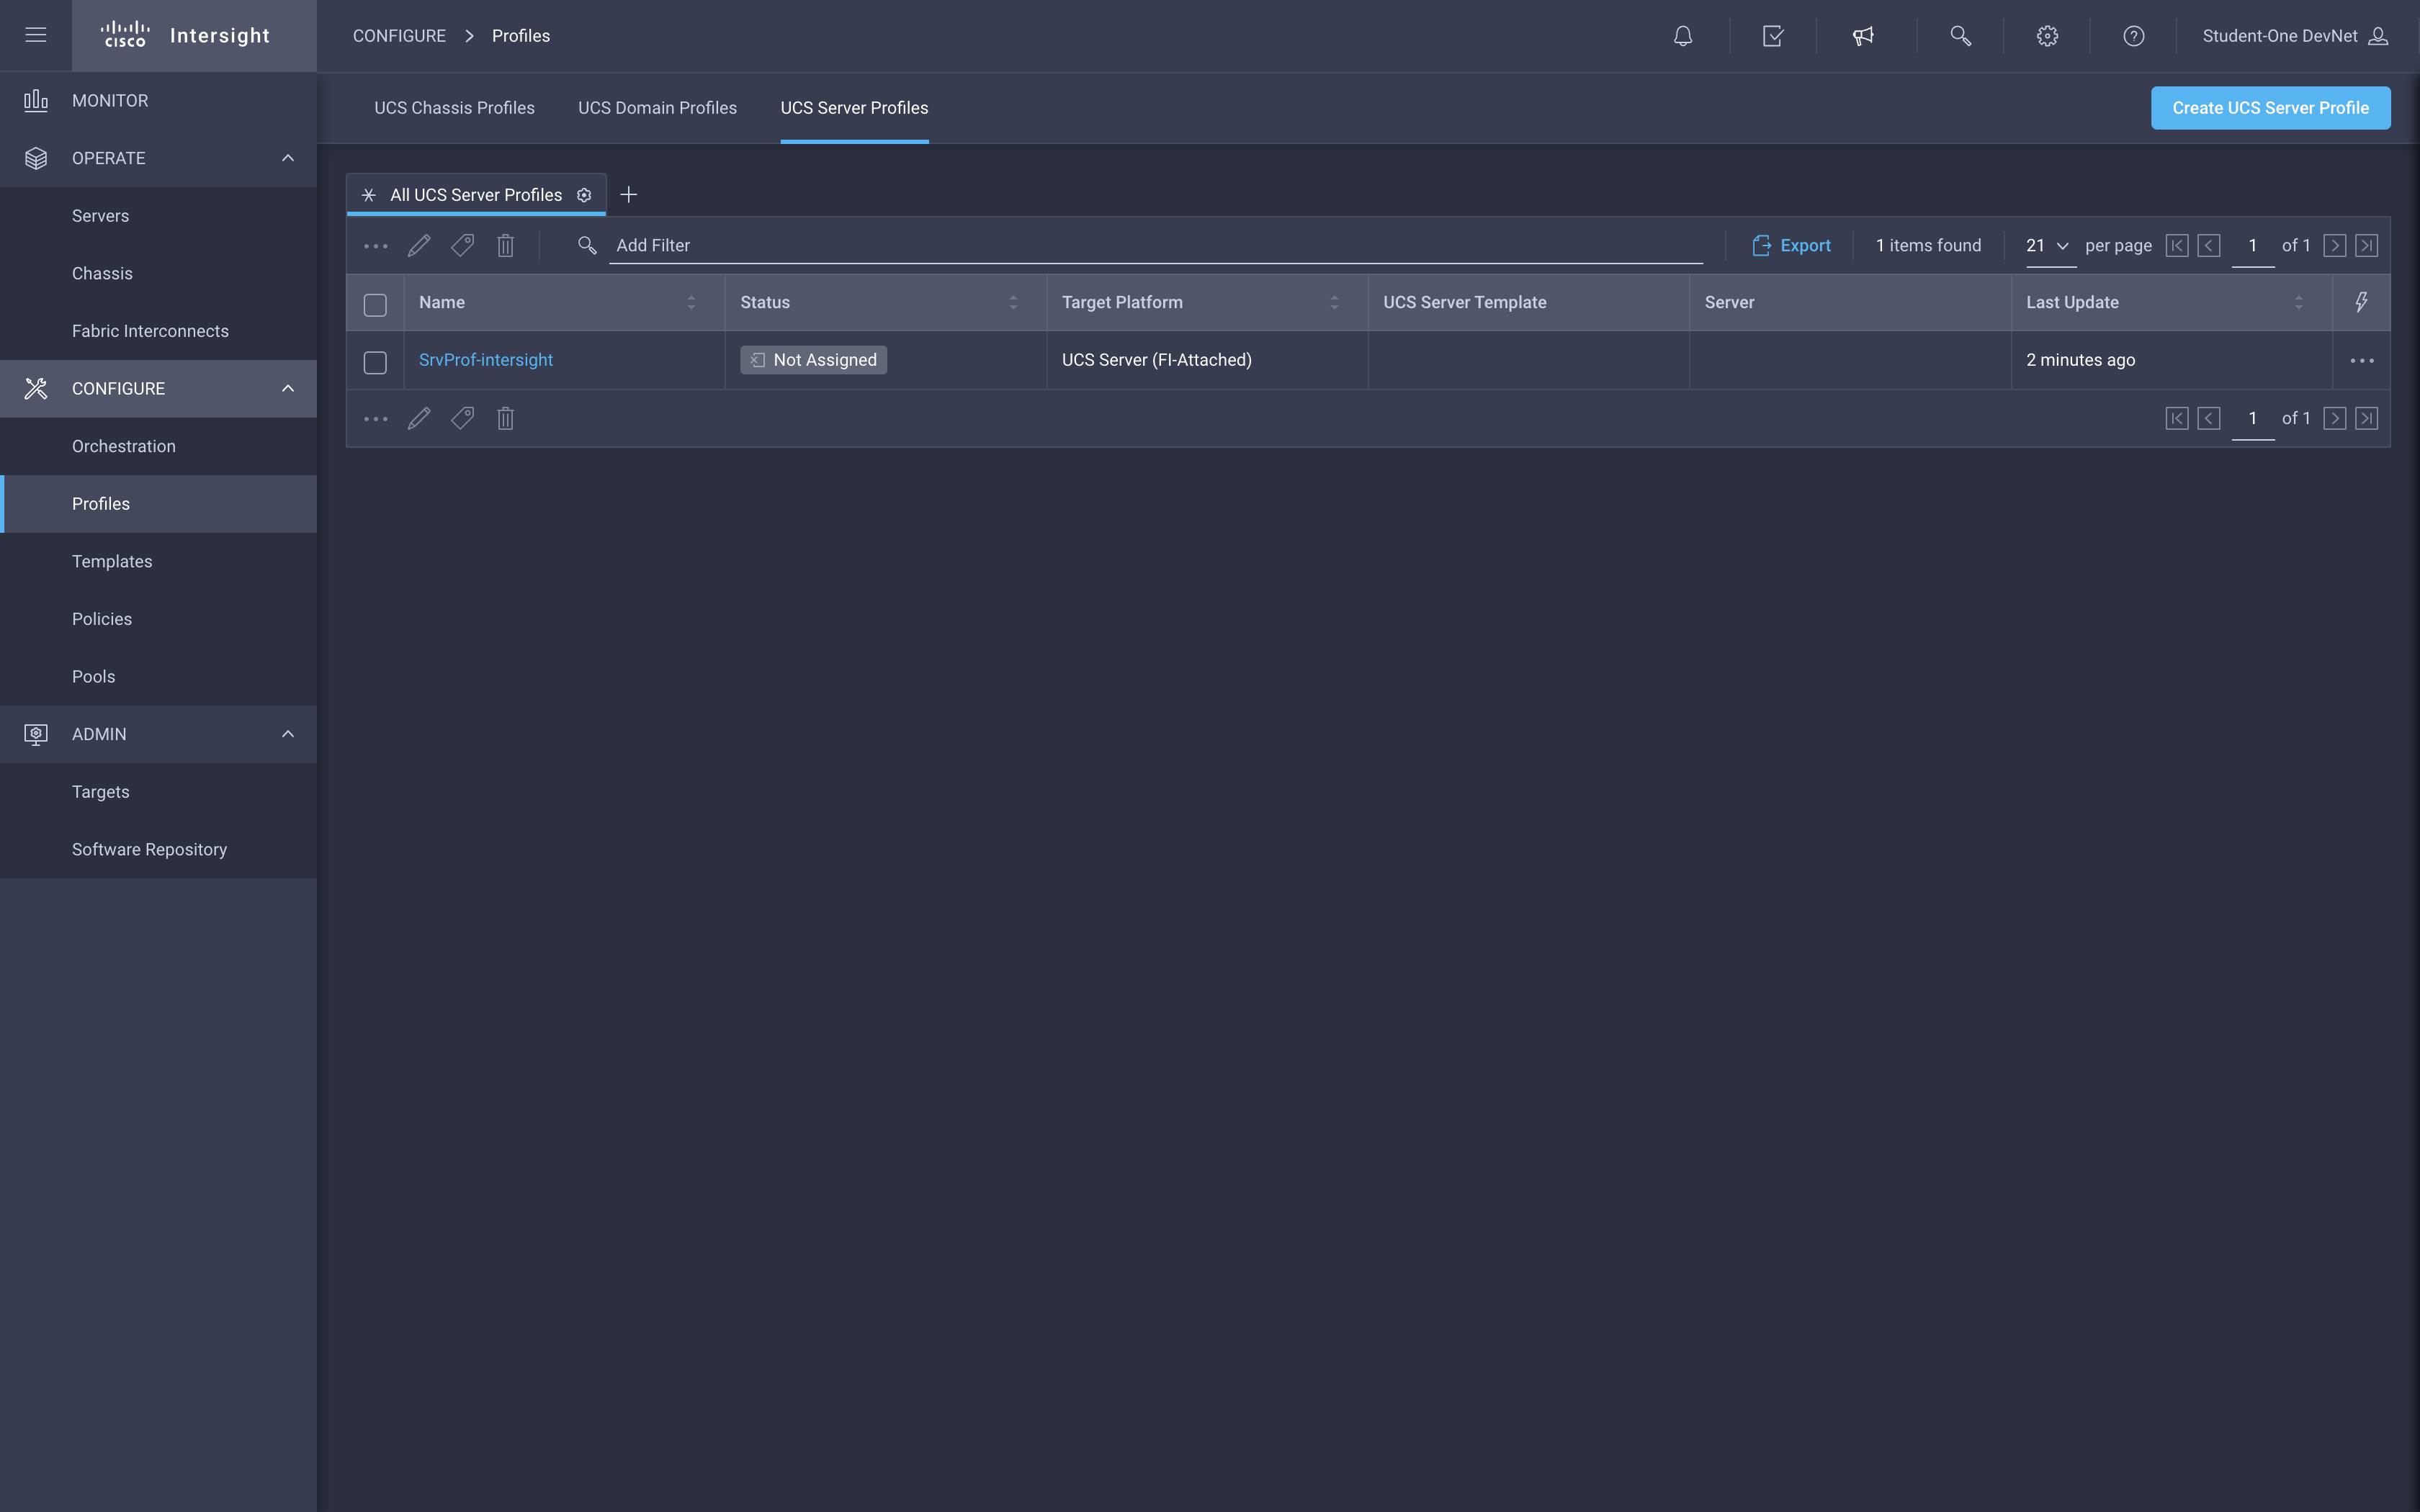 cisco Intersight
CONFIGURE > Profiles
Student-One DevNet
MONITOR
OPERATE
Servers
Chassis
Fabric Interconnects
CONFIGURE
Orchestration
Profiles
Templates
Policies
Pools
ADMIN
Targets
Software Repository
UCS Chassis Profiles UCS Domain Profiles UCS Server Profiles
Create UCS Server Profile
All UCS Server Profiles
Add Filter Export 1 items found 21 per page 1 of 1
Name Status Target Platform UCS Server Template Server Last Update
SrvProf-intersight Not Assigned UCS Server (FI-Attached) 2 minutes ago
1 of 1